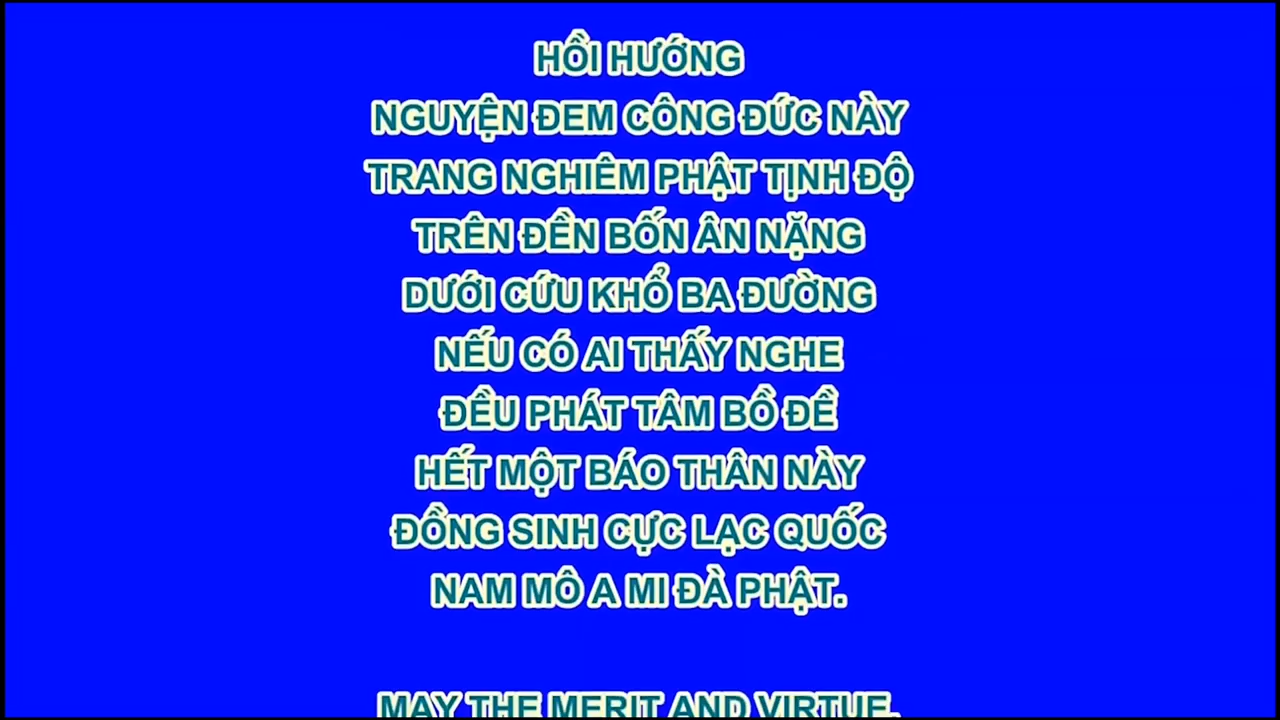 HỒI HƯỚNG
NGUYỆN ĐEM CÔNG ĐỨC NÀY
TRANG NGHIÊM PHẬT TỊNH ĐỘ
TRÊN ĐỀN BỐN ÂN NẶNG
DƯỚI CỨU KHỔ BA ĐƯỜNG
NẾU CÓ AI THẤY NGHE
ĐỀU PHÁT TÂM BỒ ĐỀ
HẾT MỘT BÁO THÂN NÀY
ĐỒNG SINH CỰC LẠC QUỐC
NAM MÔ A MI ĐÀ PHẬT.
MAY THE MERIT AND VIRTUE,